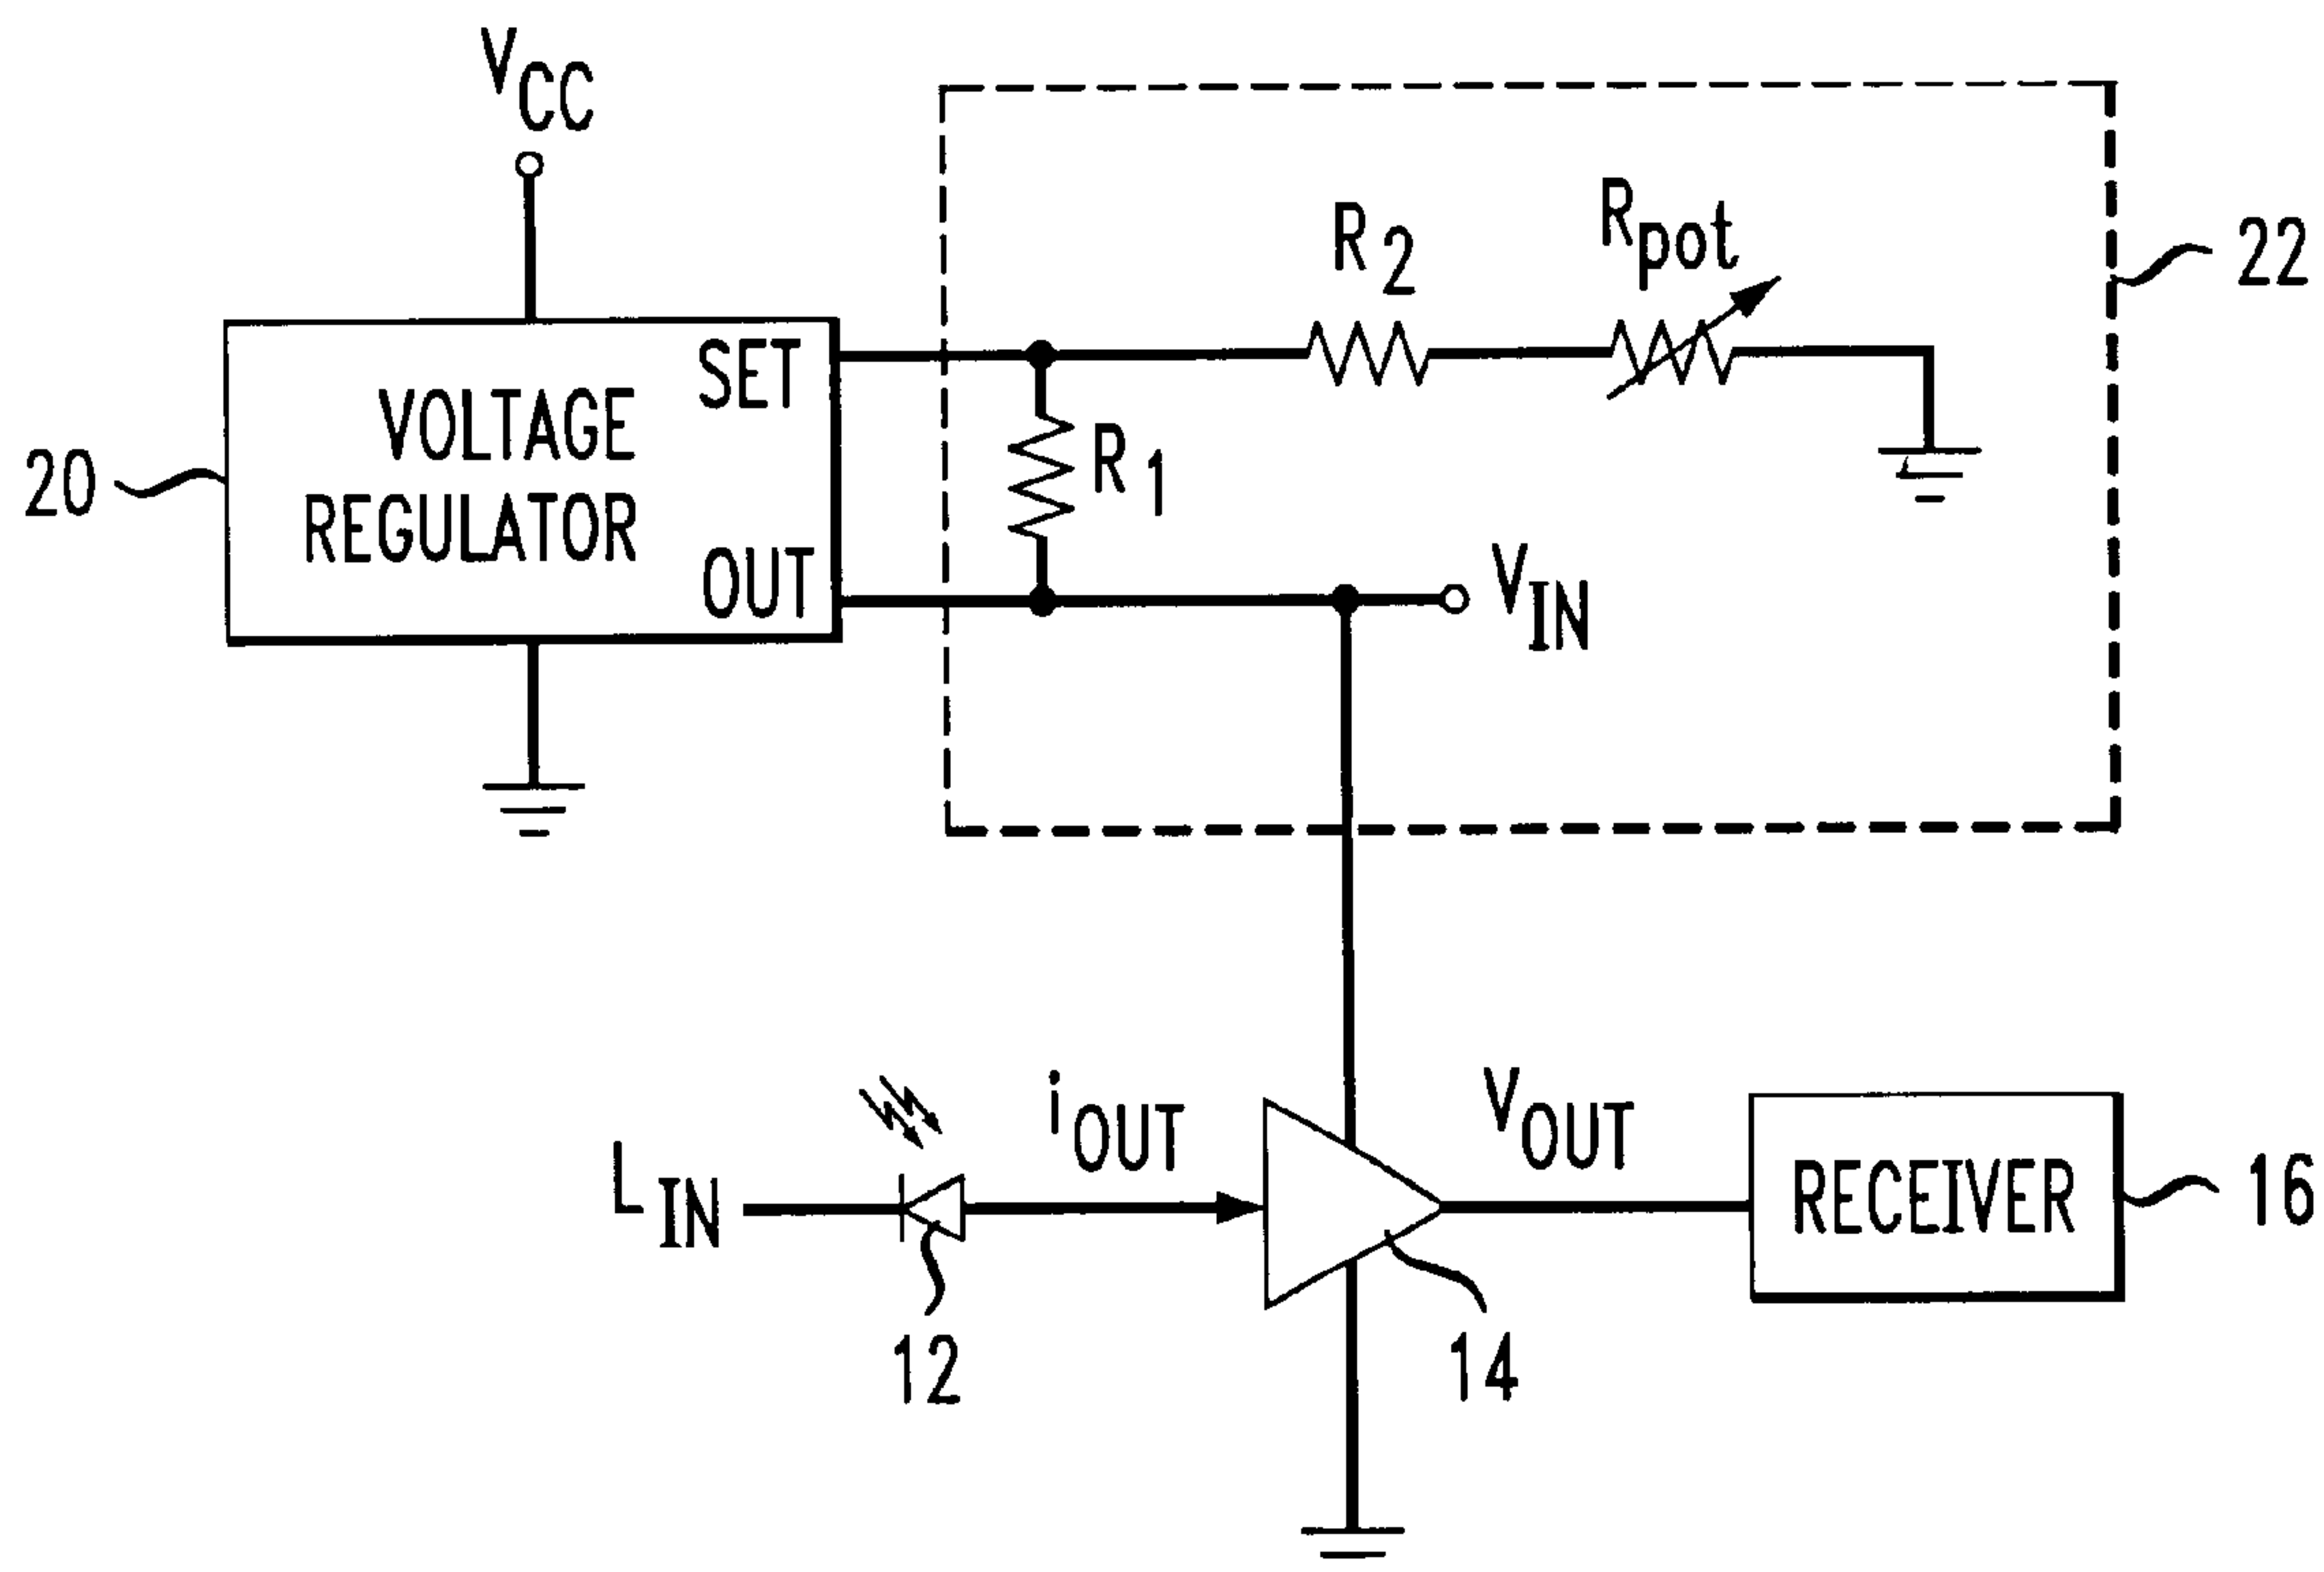 VCC
R2
Rpot
22
SET
VOLTAGE
REGULATOR
20
R1
OUT
VIN
iOUT
VOUT
LIN
RECEIVER
16
12
14